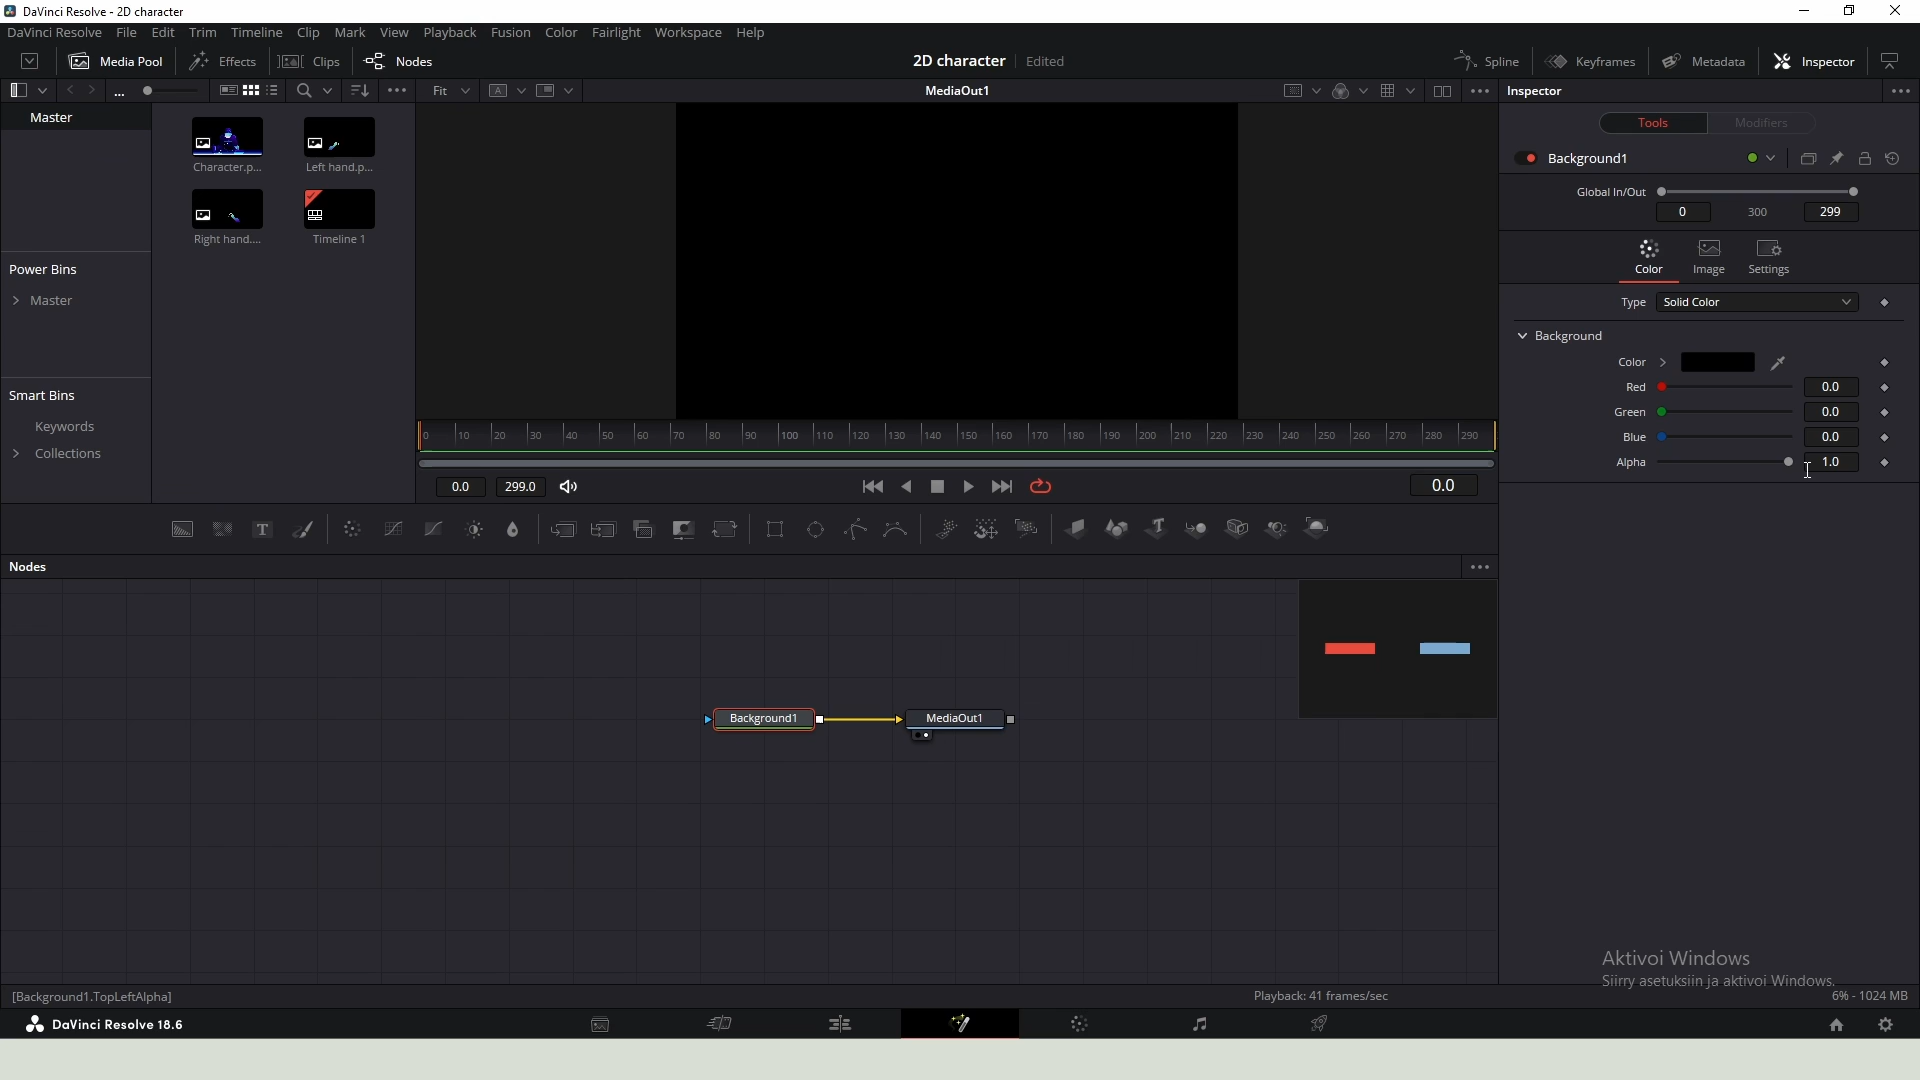 DaVinci Resolve - 2D character
DaVinci Resolve File Edit Trim Timeline Clip Mark View Playback Fusion Color Fairlight Workspace Help
Media Pool Effects Clips Nodes 2D character Edited Spline Keyframes Metadata Inspector
... Fit A MediaOut1 Inspector
Master
Character.p...
Left hand.p...
Right hand....
Timeline 1
Power Bins
Master
Smart Bins
Keywords
Collections
Tools Modifiers
Background1
Global In/Out
0 300 299
Color Image Settings
Type Solid Color
Background
Color
Red 0.0
Green 0.0
Blue 0.0
Alpha 1.0
0 10 20 30 40 50 60 70 80 90 100 110 120 130 140 150 160 170 180 190 200 210 220 230 240 250 260 270 280 290
0.0 299.0 0.0
T
Nodes
Background1 MediaOut1
Aktivoi Windows
Siirry asetuksiin ja aktivoi Windows.
[Background1.TopLeftAlpha] Playback: 41 frames/sec 6% - 1024 MB
DaVinci Resolve 18.6